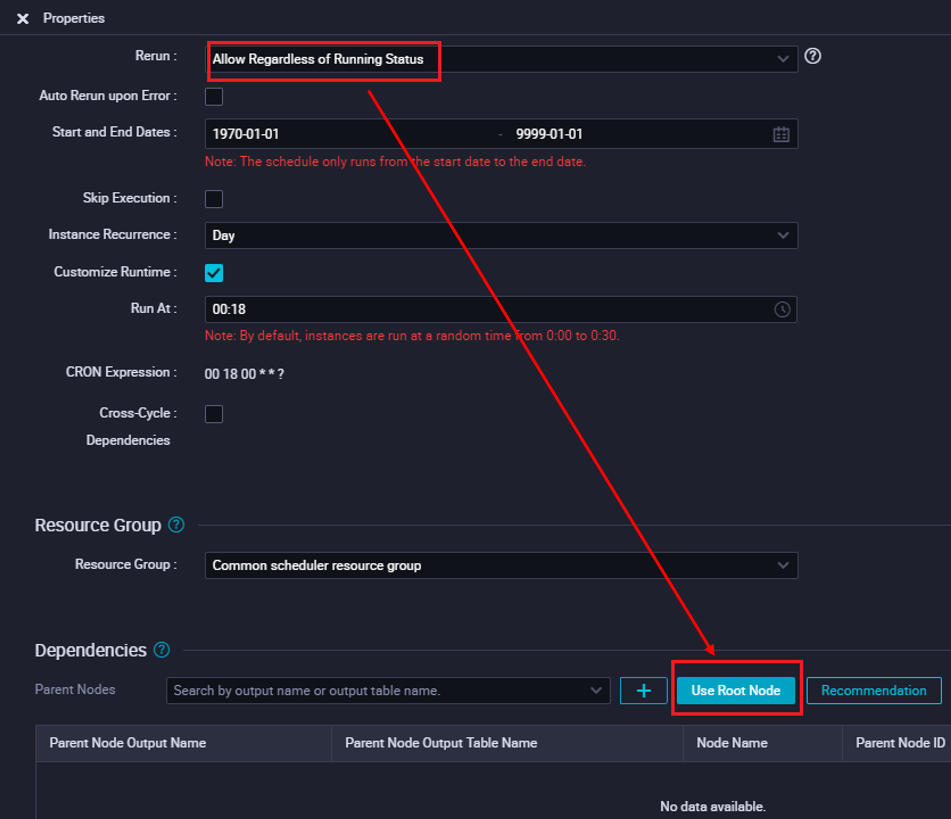 Properties
Rerun :
Allow Regardless of Running Status
Auto Rerun upon Error :
Start and End Dates :
1970-01-01 - 9999-01-01
Note: The schedule only runs from the start date to the end date.
Skip Execution :
Instance Recurrence :
Day
Customize Runtime :
Run At :
00:18
Note: By default, instances are run at a random time from 0:00 to 0:30.
CRON Expression :
00 18 00 * * ?
Cross-Cycle :
Dependencies
Resource Group
Resource Group :
Common scheduler resource group
Dependencies
Parent Nodes
Search by output name or output table name.
+
Use Root Node
Recommendation
Parent Node Output Name
Parent Node Output Table Name
Node Name
Parent Node ID
No data available.